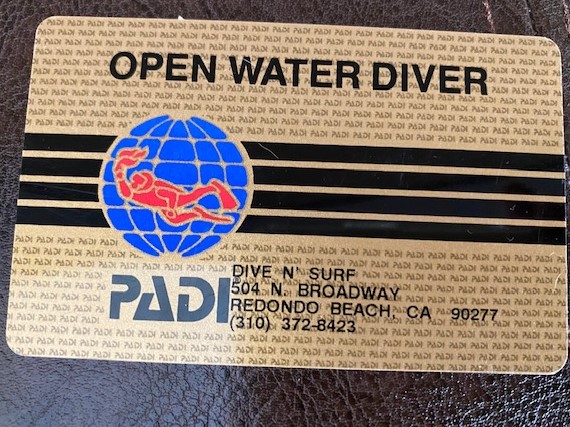 OPEN WATER DIVER
PADI
DIVE N' SURF
504 N. BROADWAY
REDONDO BEACH, CA 90277
(310) 372-8423